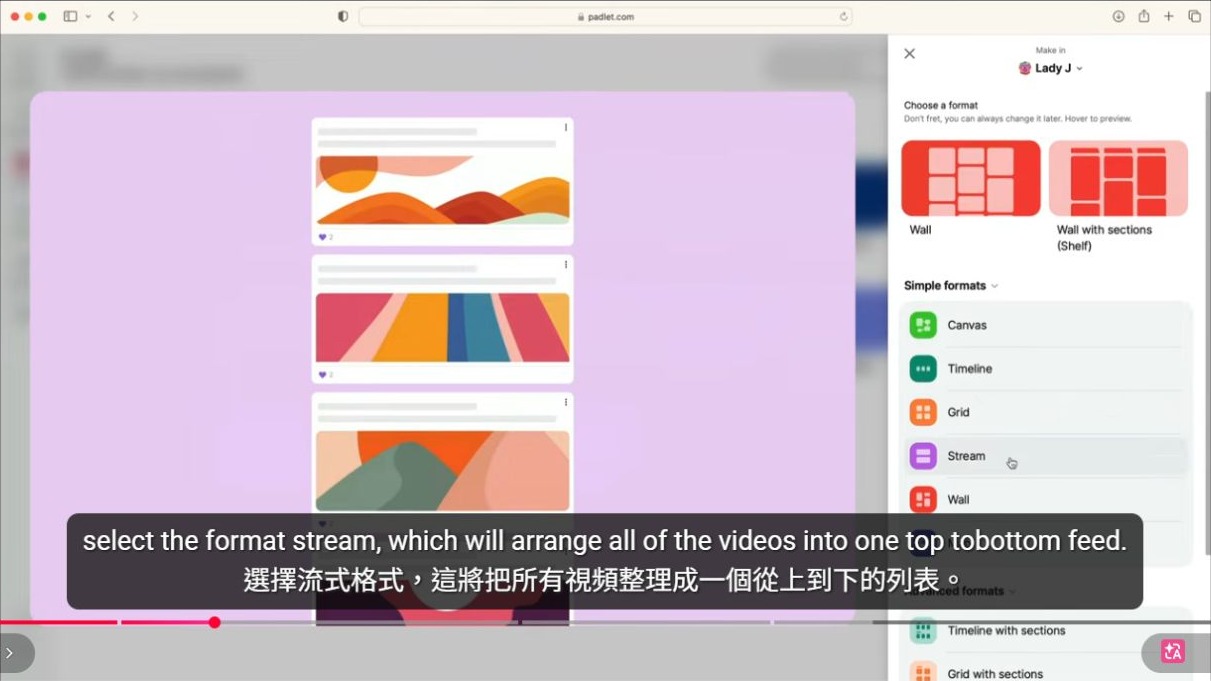 padlet.com
Make in
Lady J
Choose a format
Don't fret, you can always change it later. Hover to preview.
Wall
Wall with sections
(Shelf)
Simple formats
Canvas
Timeline
Grid
Stream
Wall
2
2
select the format stream, which will arrange all of the videos into one top tobottom feed.
選擇流式格式，這將把所有視頻整理成一個從上到下的列表。
Advanced formats
Timeline with sections
Grid with sections